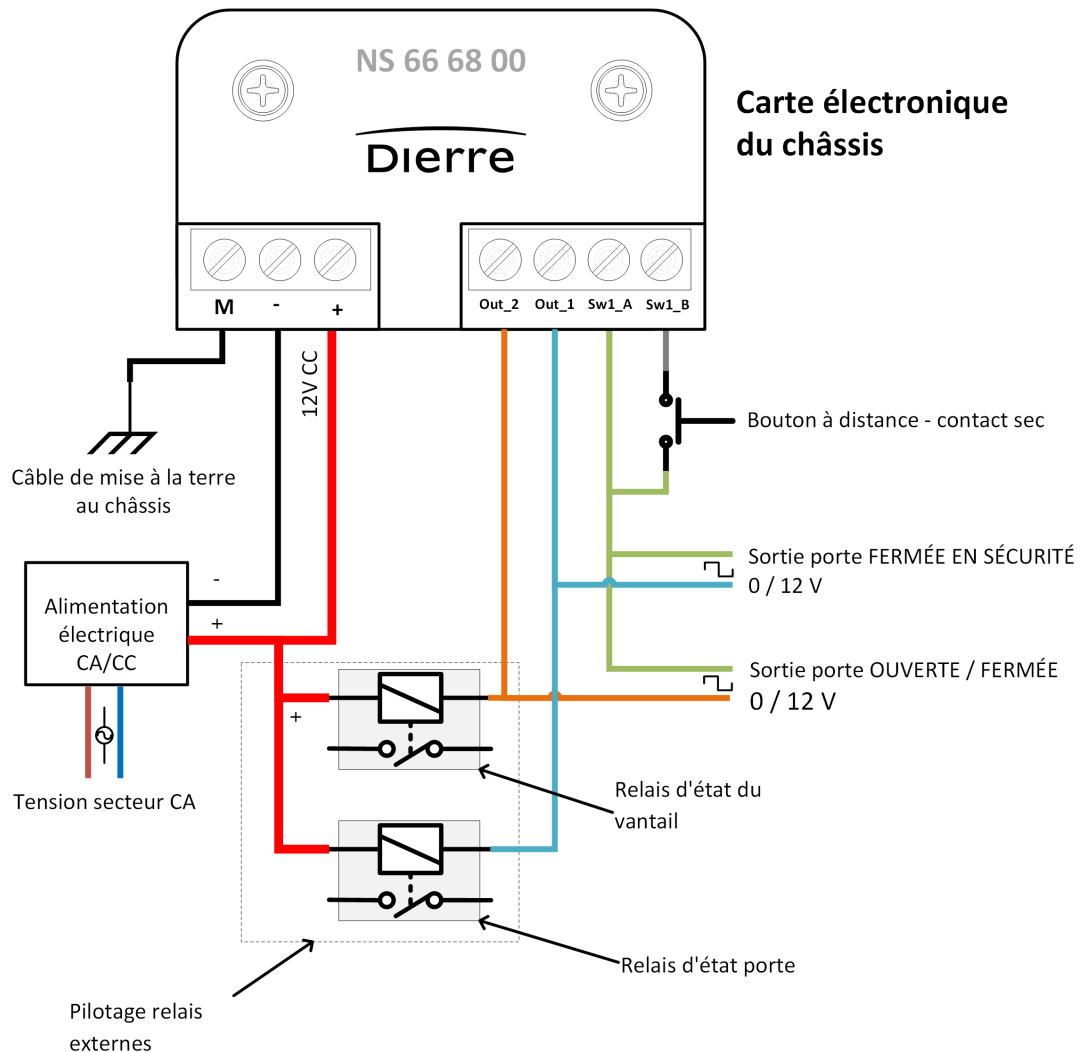 NS 66 68 00
Dierre
Carte électronique
du châssis
M
-
+
Out_2
Out_1
Sw1_A
Sw1_B
12V CC
Bouton à distance - contact sec
Câble de mise à la terre
au châssis
Sortie porte FERMÉE EN SÉCURITÉ
0 / 12 V
-
+
Alimentation
électrique
CA/CC
Sortie porte OUVERTE / FERMÉE
0 / 12 V
+
Tension secteur CA
Relais d'état du
vantail
Relais d'état porte
Pilotage relais
externes